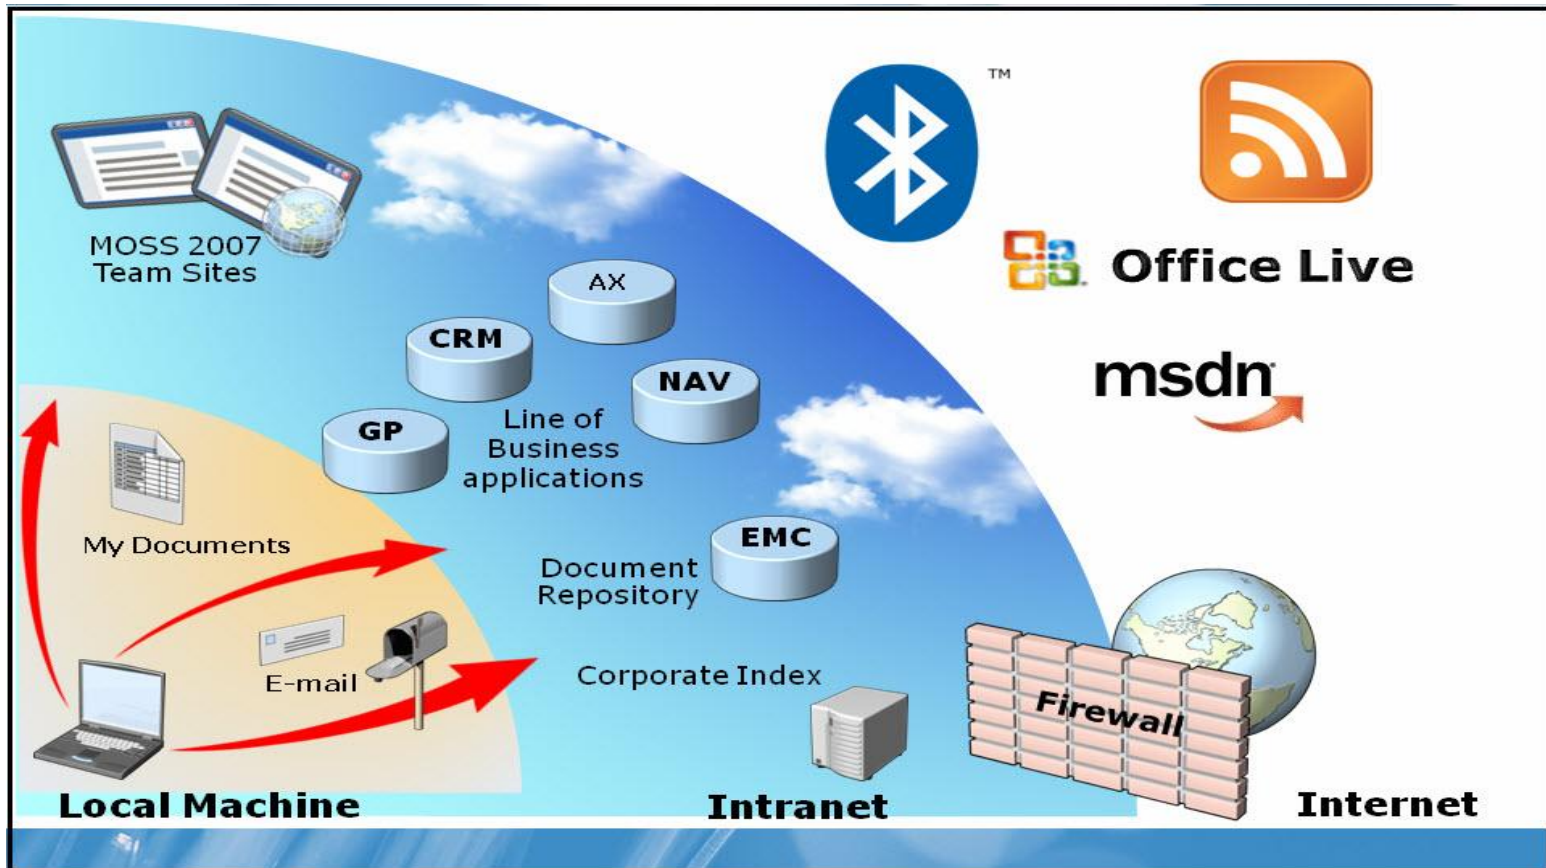 TM
MOSS 2007
Team Sites
AX
CRM
NAV
GP
Line of
Business
applications
Office Live
msdn
My Documents
EMC
Document
Repository
E-mail
Corporate Index
Firewall
Local Machine
Intranet
Internet